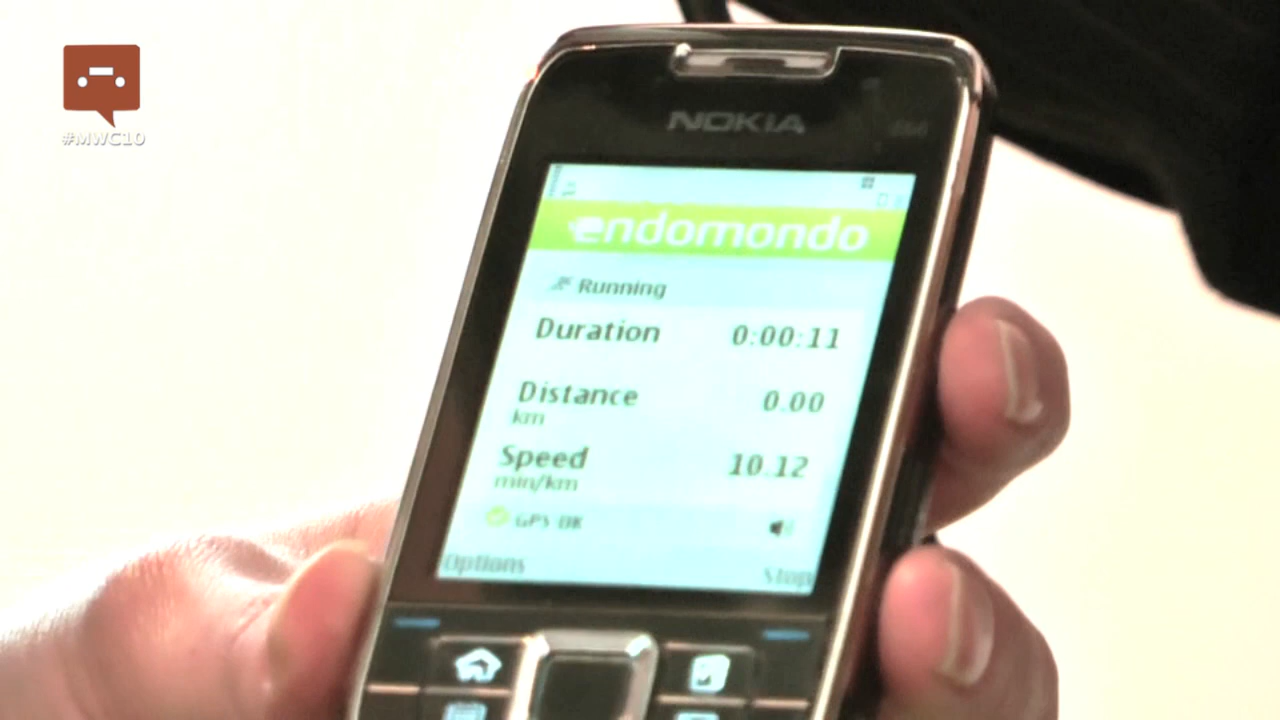 #MWC10
NOKIA
endomondo
Running
Duration 0:00:11
Distance 0.00
km
Speed 10.12
min/km
GPS OK
Options Stop